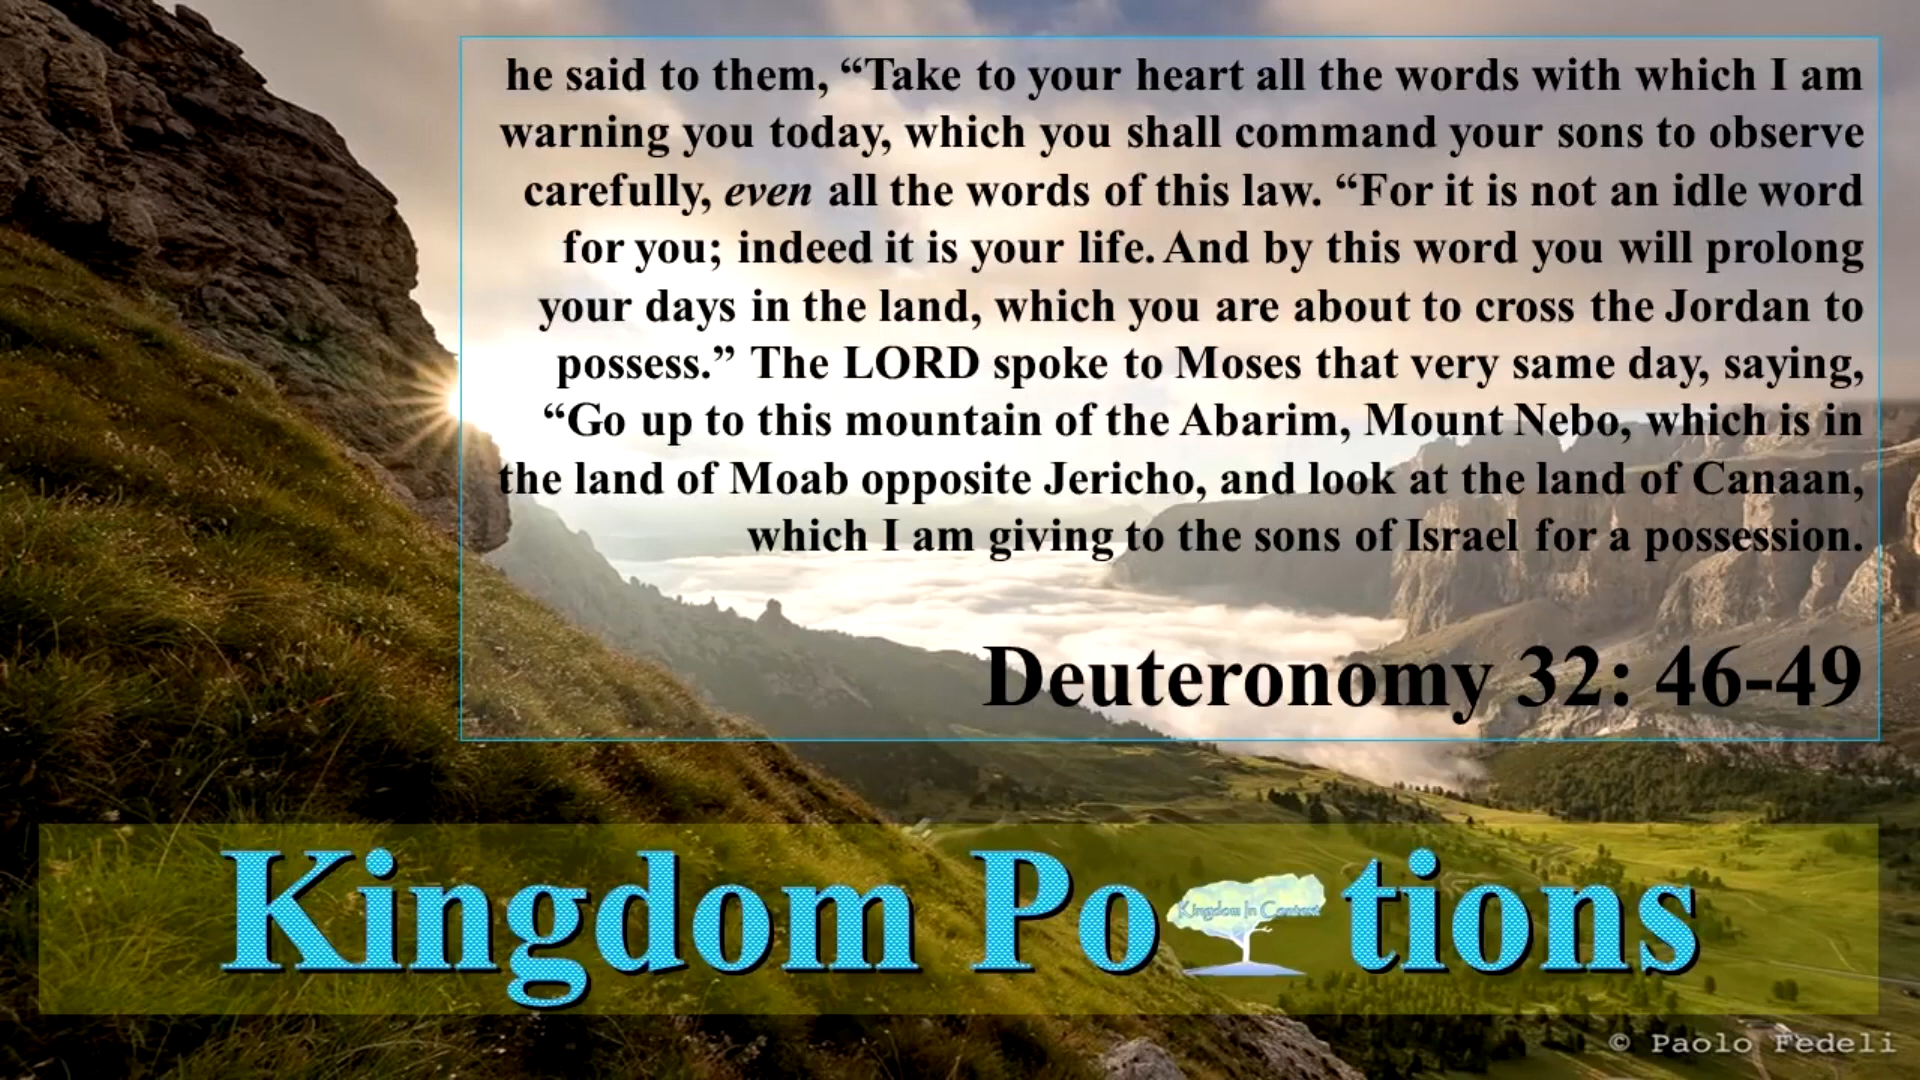 he said to them, “Take to your heart all the words with which I am
warning you today, which you shall command your sons to observe
carefully, even all the words of this law. “For it is not an idle word
for you; indeed it is your life. And by this word you will prolong
your days in the land, which you are about to cross the Jordan to
possess.” The LORD spoke to Moses that very same day, saying,
“Go up to this mountain of the Abarim, Mount Nebo, which is in
the land of Moab opposite Jericho, and look at the land of Canaan,
which I am giving to the sons of Israel for a possession.
Deuteronomy 32: 46-49
Kingdom Po tions
Kingdom In Context
© Paolo Fedeli